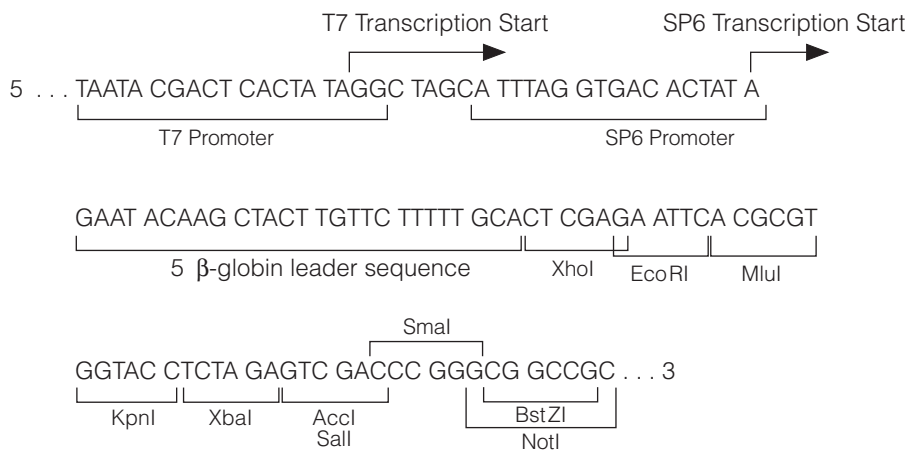 T7 Transcription Start
SP6 Transcription Start
5 . . . TAATA CGACT CACTA TAGGC TAGCA TTTAG GTGAC ACTAT A
T7 Promoter
SP6 Promoter
GAAT ACAAG CTACT TGTTC TTTTT GCACT CGAGA ATTCA CGCGT
5 β-globin leader sequence
XhoI
EcoRI
MluI
SmaI
GGTAC CTCTA GAGTC GACCC GGGCG GCCGC . . . 3
KpnI
XbaI
AccI
SalI
BstZI
NotI